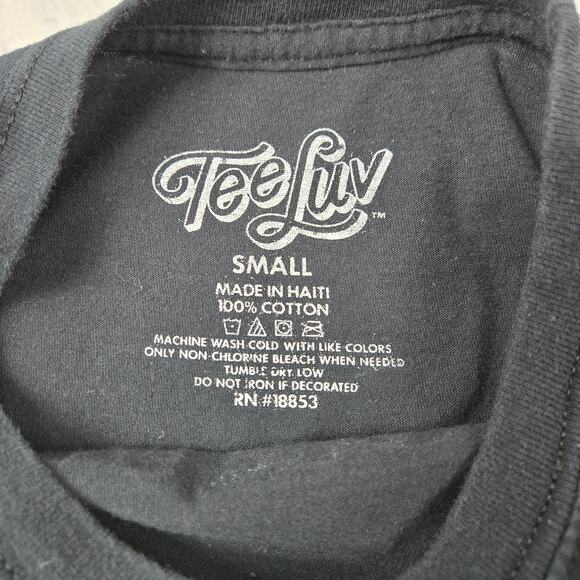 TeeLuv™
SMALL
MADE IN HAITI
100% COTTON
MACHINE WASH COLD WITH LIKE COLORS
ONLY NON-CHLORINE BLEACH WHEN NEEDED
TUMBLE DRY LOW
DO NOT IRON IF DECORATED
RN #18853